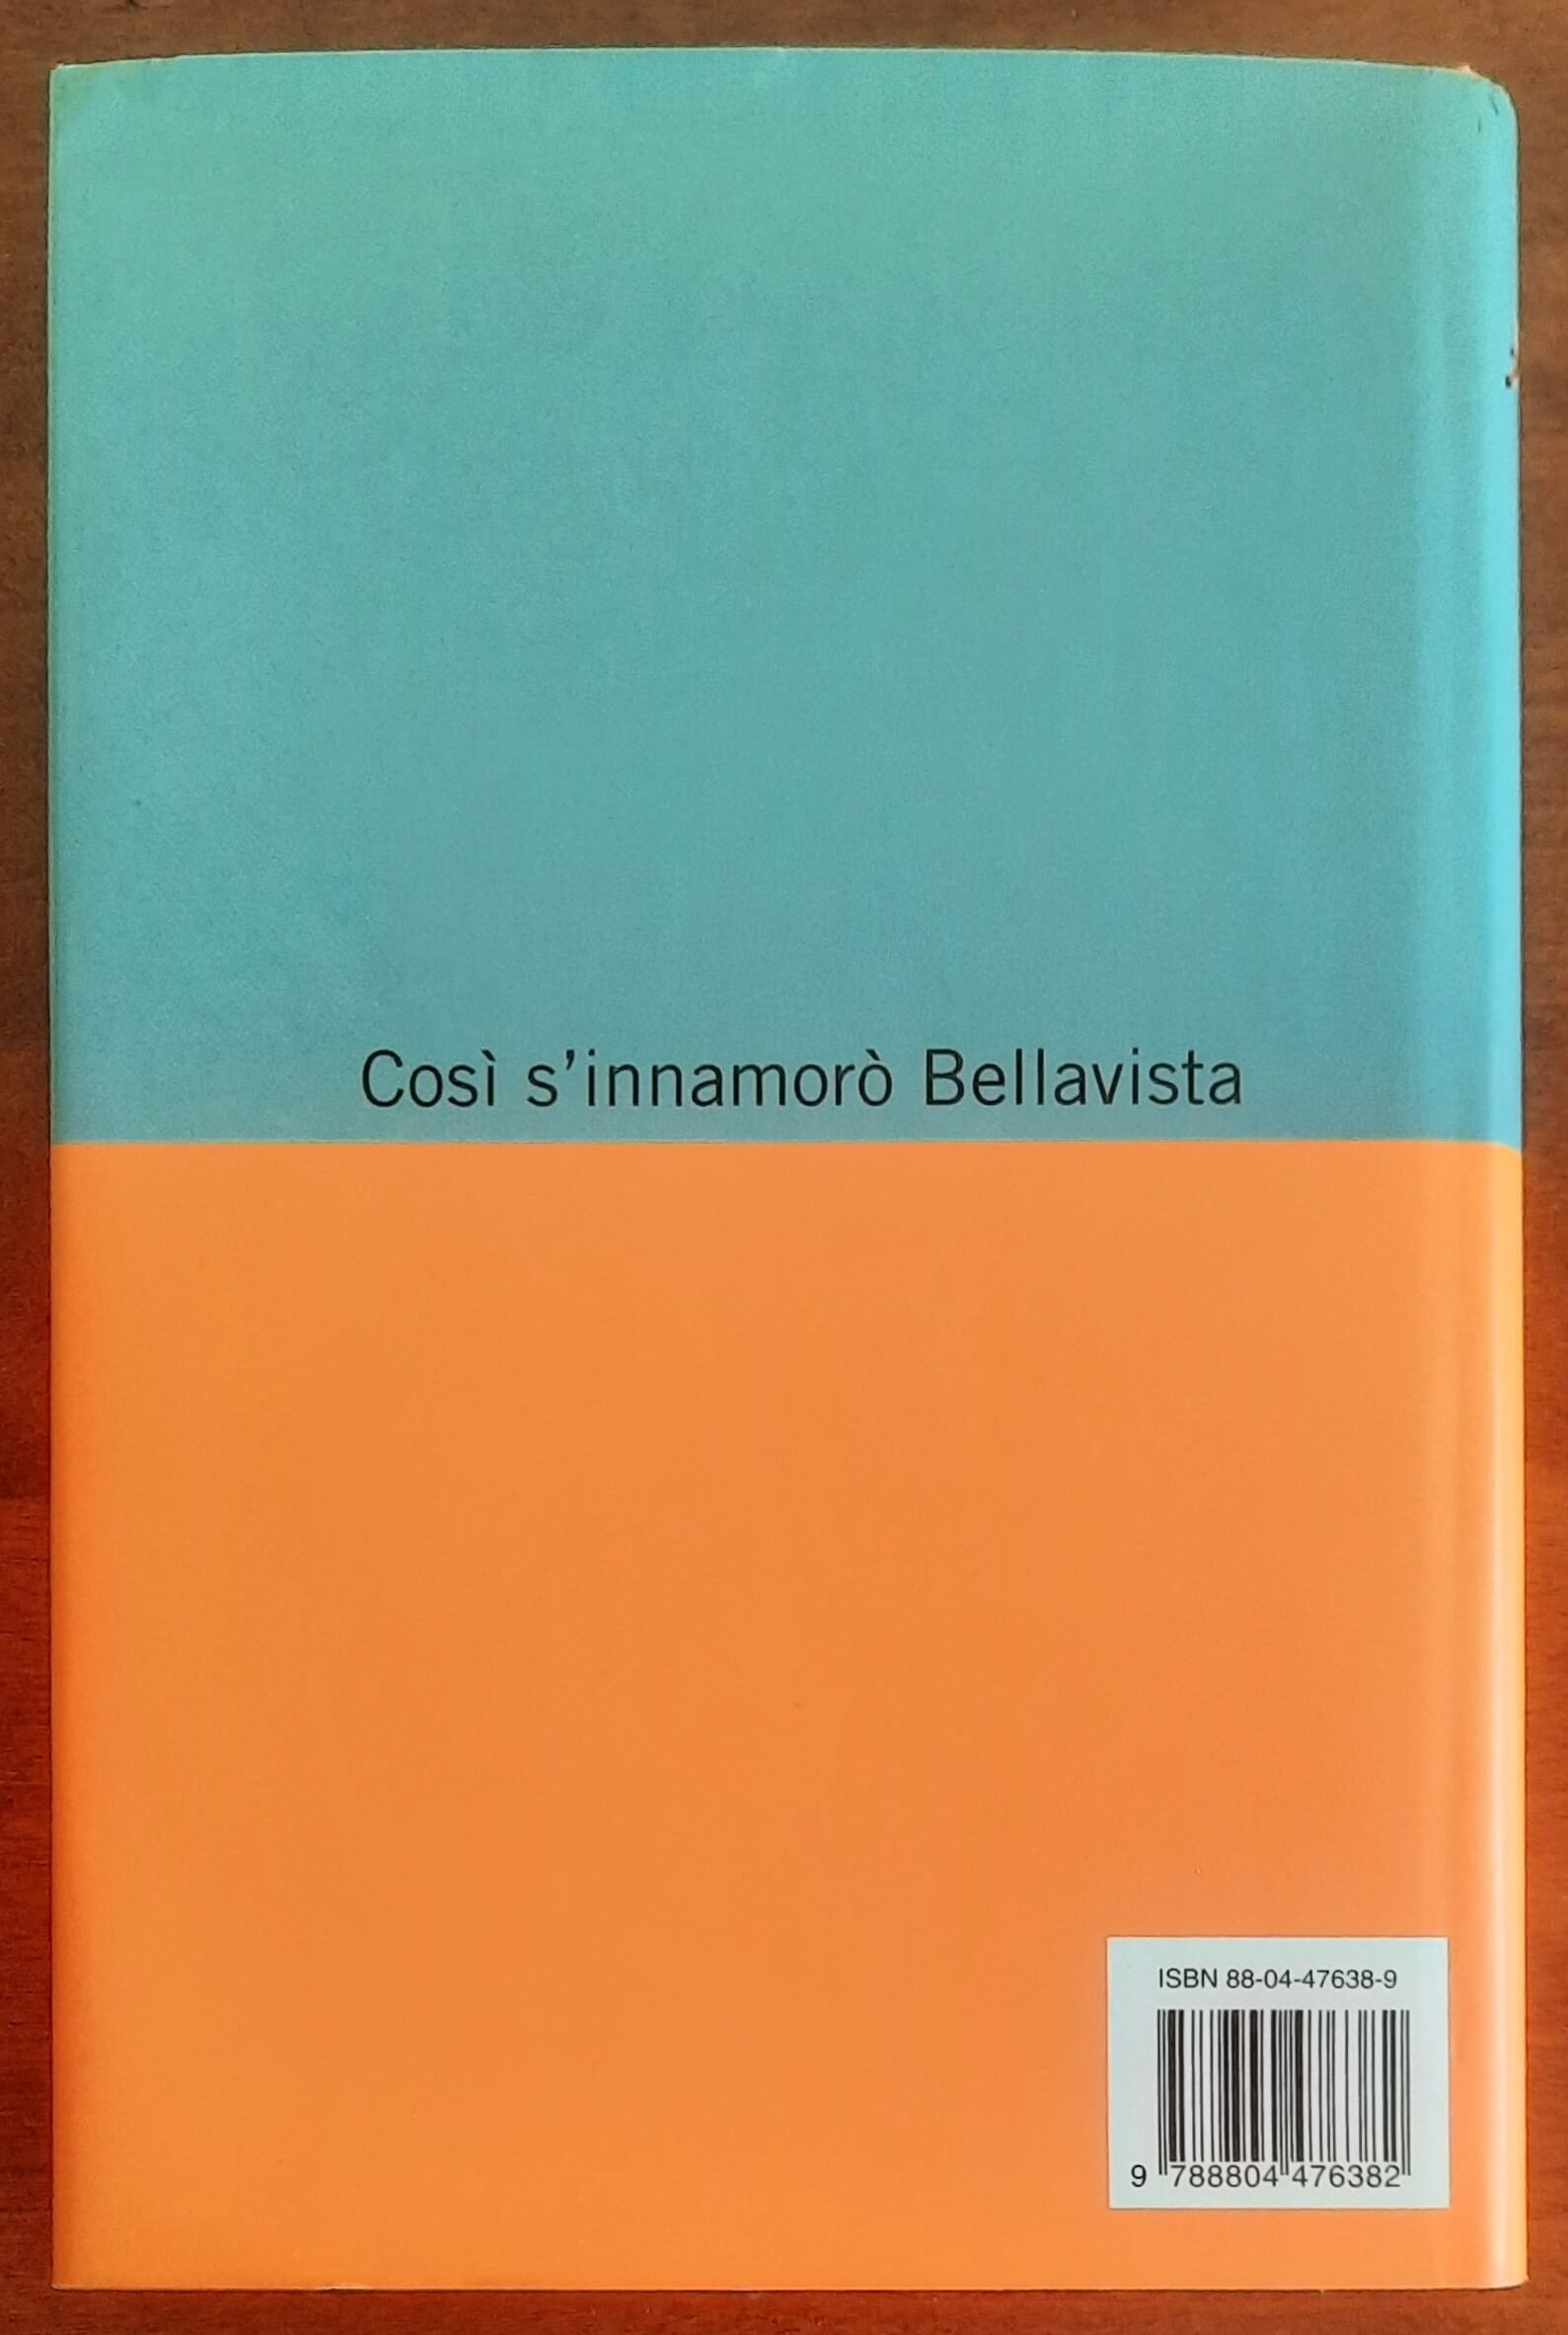 Così s’innamorò Bellavista
ISBN 88-04-47638-9
9 788804 476382